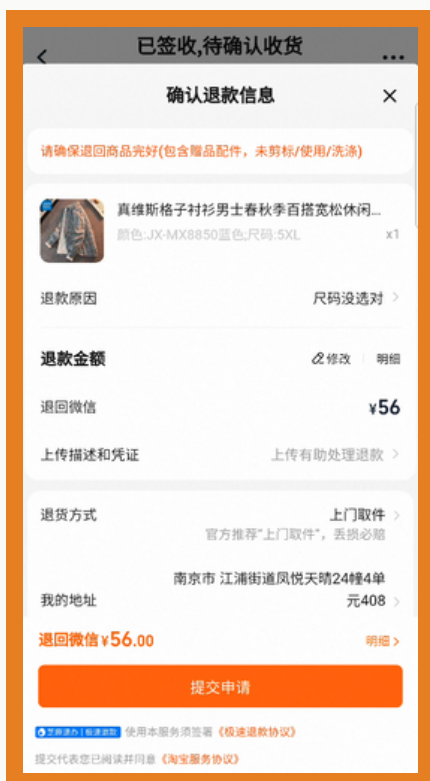 已签收,待确认收货
确认退款信息
请确保退回商品完好(包含赠品配件，未剪标/使用/洗涤)
真维斯格子衬衫男士春秋季百搭宽松休闲...
颜色:JX-MX8850蓝色;尺码:5XL
x1
退款原因
尺码没选对
退款金额
修改
明细
退回微信
¥56
上传描述和凭证
上传有助处理退款
退货方式
上门取件
官方推荐“上门取件”，丢损必赔
南京市 江浦街道凤悦天晴24幢4单
我的地址
元408
退回微信¥56.00
明细
提交申请
芝麻速办|极速退款 使用本服务须签署《极速退款协议》
提交代表您已阅读并同意《淘宝服务协议》